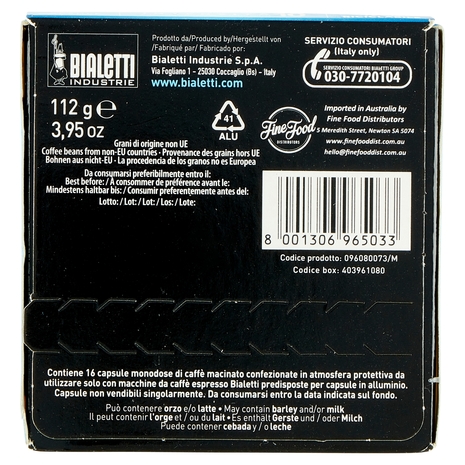 BIALETTI
INDUSTRIE
Prodotto da/Produced by/Hergestellt von
/Fabriqué par/ Fabricado por:
Bialetti Industrie S.p.A.
Via Fogliano 1 - 25030 Coccaglio (Bs) - Italy
www.bialetti.com
SERVIZIO CONSUMATORI
(Italy only)
SERVIZIO CONSUMATORI BIALETTI GROUP
030-7720104
112 g e
3,95 oz
41
ALU
Fine Food
DISTRIBUTORS
Imported in Australia by
Fine Food Distributors
5 Meredith Street, Newton SA 5074
www.finefooddist.com.au
hello@finefooddist.com.au
Grani di origine non UE
Coffee beans from non-EU countries - Provenance des grains hors UE
Bohnen aus nicht-EU - La procedencia de los granos no es Europea
Da consumarsi preferibilmente entro il:
Best before: / À consommer de préférence avant le:
Mindestens haltbar bis:/ Consumir preferentemente antes del:
Lotto: / Lot: / Lot: / Los: / Lote:
8 001306 965033
Codice prodotto: 096080073/M
Codice box: 403961080
Contiene 16 capsule monodose di caffè macinato confezionate in atmosfera protettiva da
utilizzare solo con macchine da caffè espresso Bialetti predisposte per capsule in alluminio.
Capsule non vendibili singolarmente. Da consumarsi entro la data indicata sul fondo.
Può contenere orzo e/o latte • May contain barley and/or milk
Il peut contenir de l'orge et / ou du lait • Es enthält Gerste und / oder Milch
Puede contener cebada y / o leche